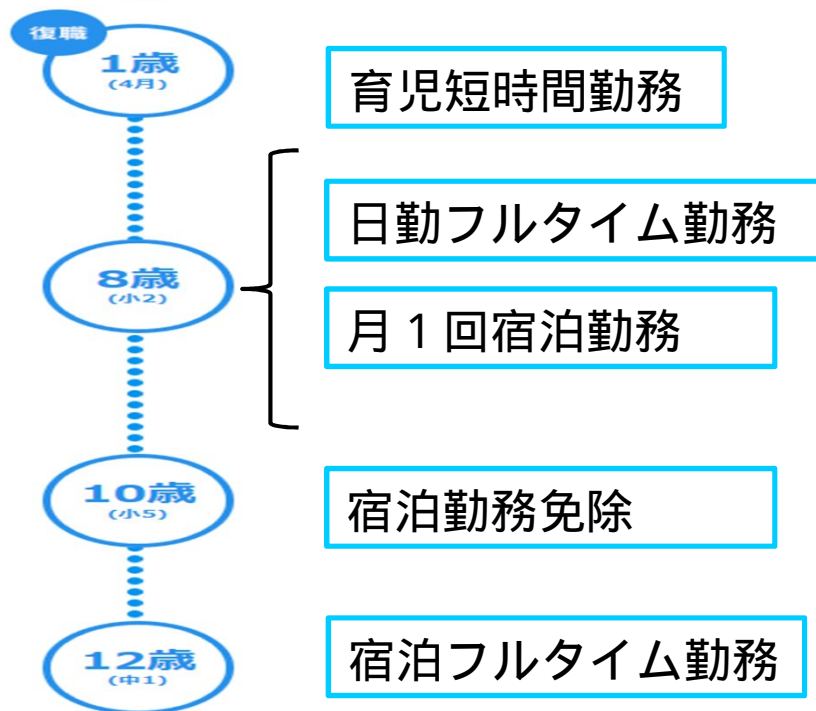 復職
1歳
(4月)
育児短時間勤務
日勤フルタイム勤務
8歳
(小2)
月1回宿泊勤務
10歳
(小5)
宿泊勤務免除
12歳
(中1)
宿泊フルタイム勤務